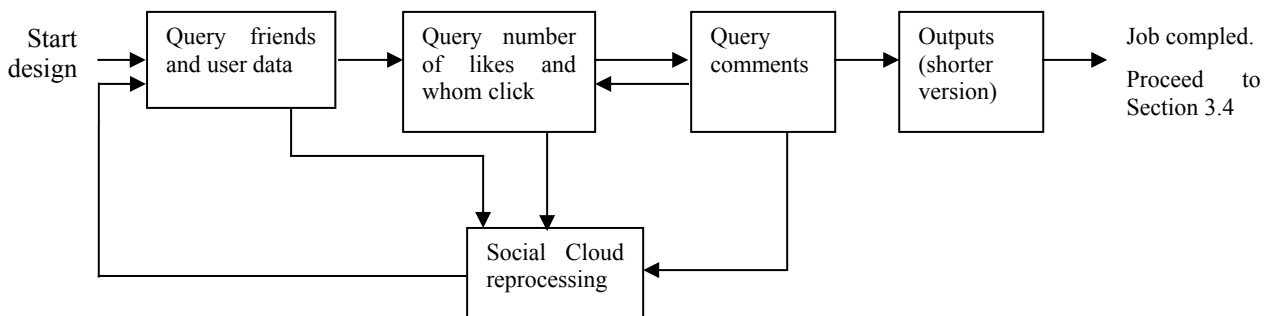 Start
design
Query friends
and user data
Query number
of likes and
whom click
Query
comments
Outputs
(shorter
version)
Job compled.
Proceed to
Section 3.4
Social Cloud
reprocessing